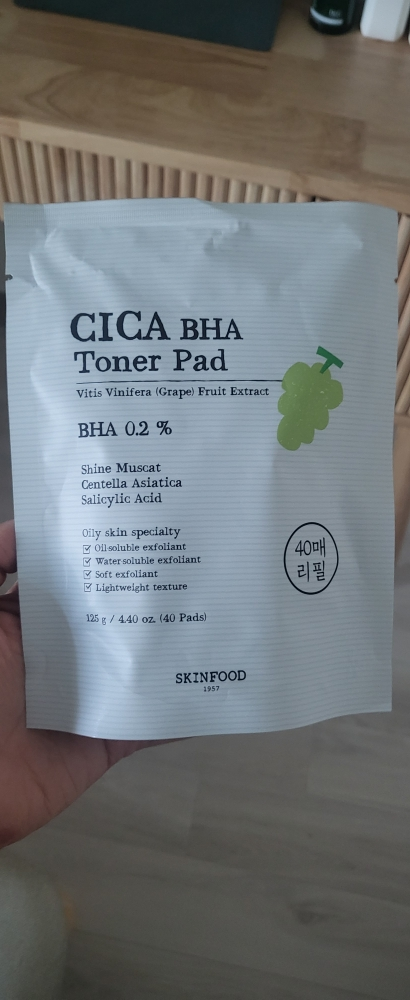 CICA BHA
Toner Pad
Vitis Vinifera (Grape) Fruit Extract
BHA 0.2 %
Shine Muscat
Centella Asiatica
Salicylic Acid
Oily skin specialty
Oil-soluble exfoliant
Water-soluble exfoliant
Soft exfoliant
Lightweight texture
40매
리필
125 g / 4.40 oz. (40 Pads)
SKINFOOD
1957